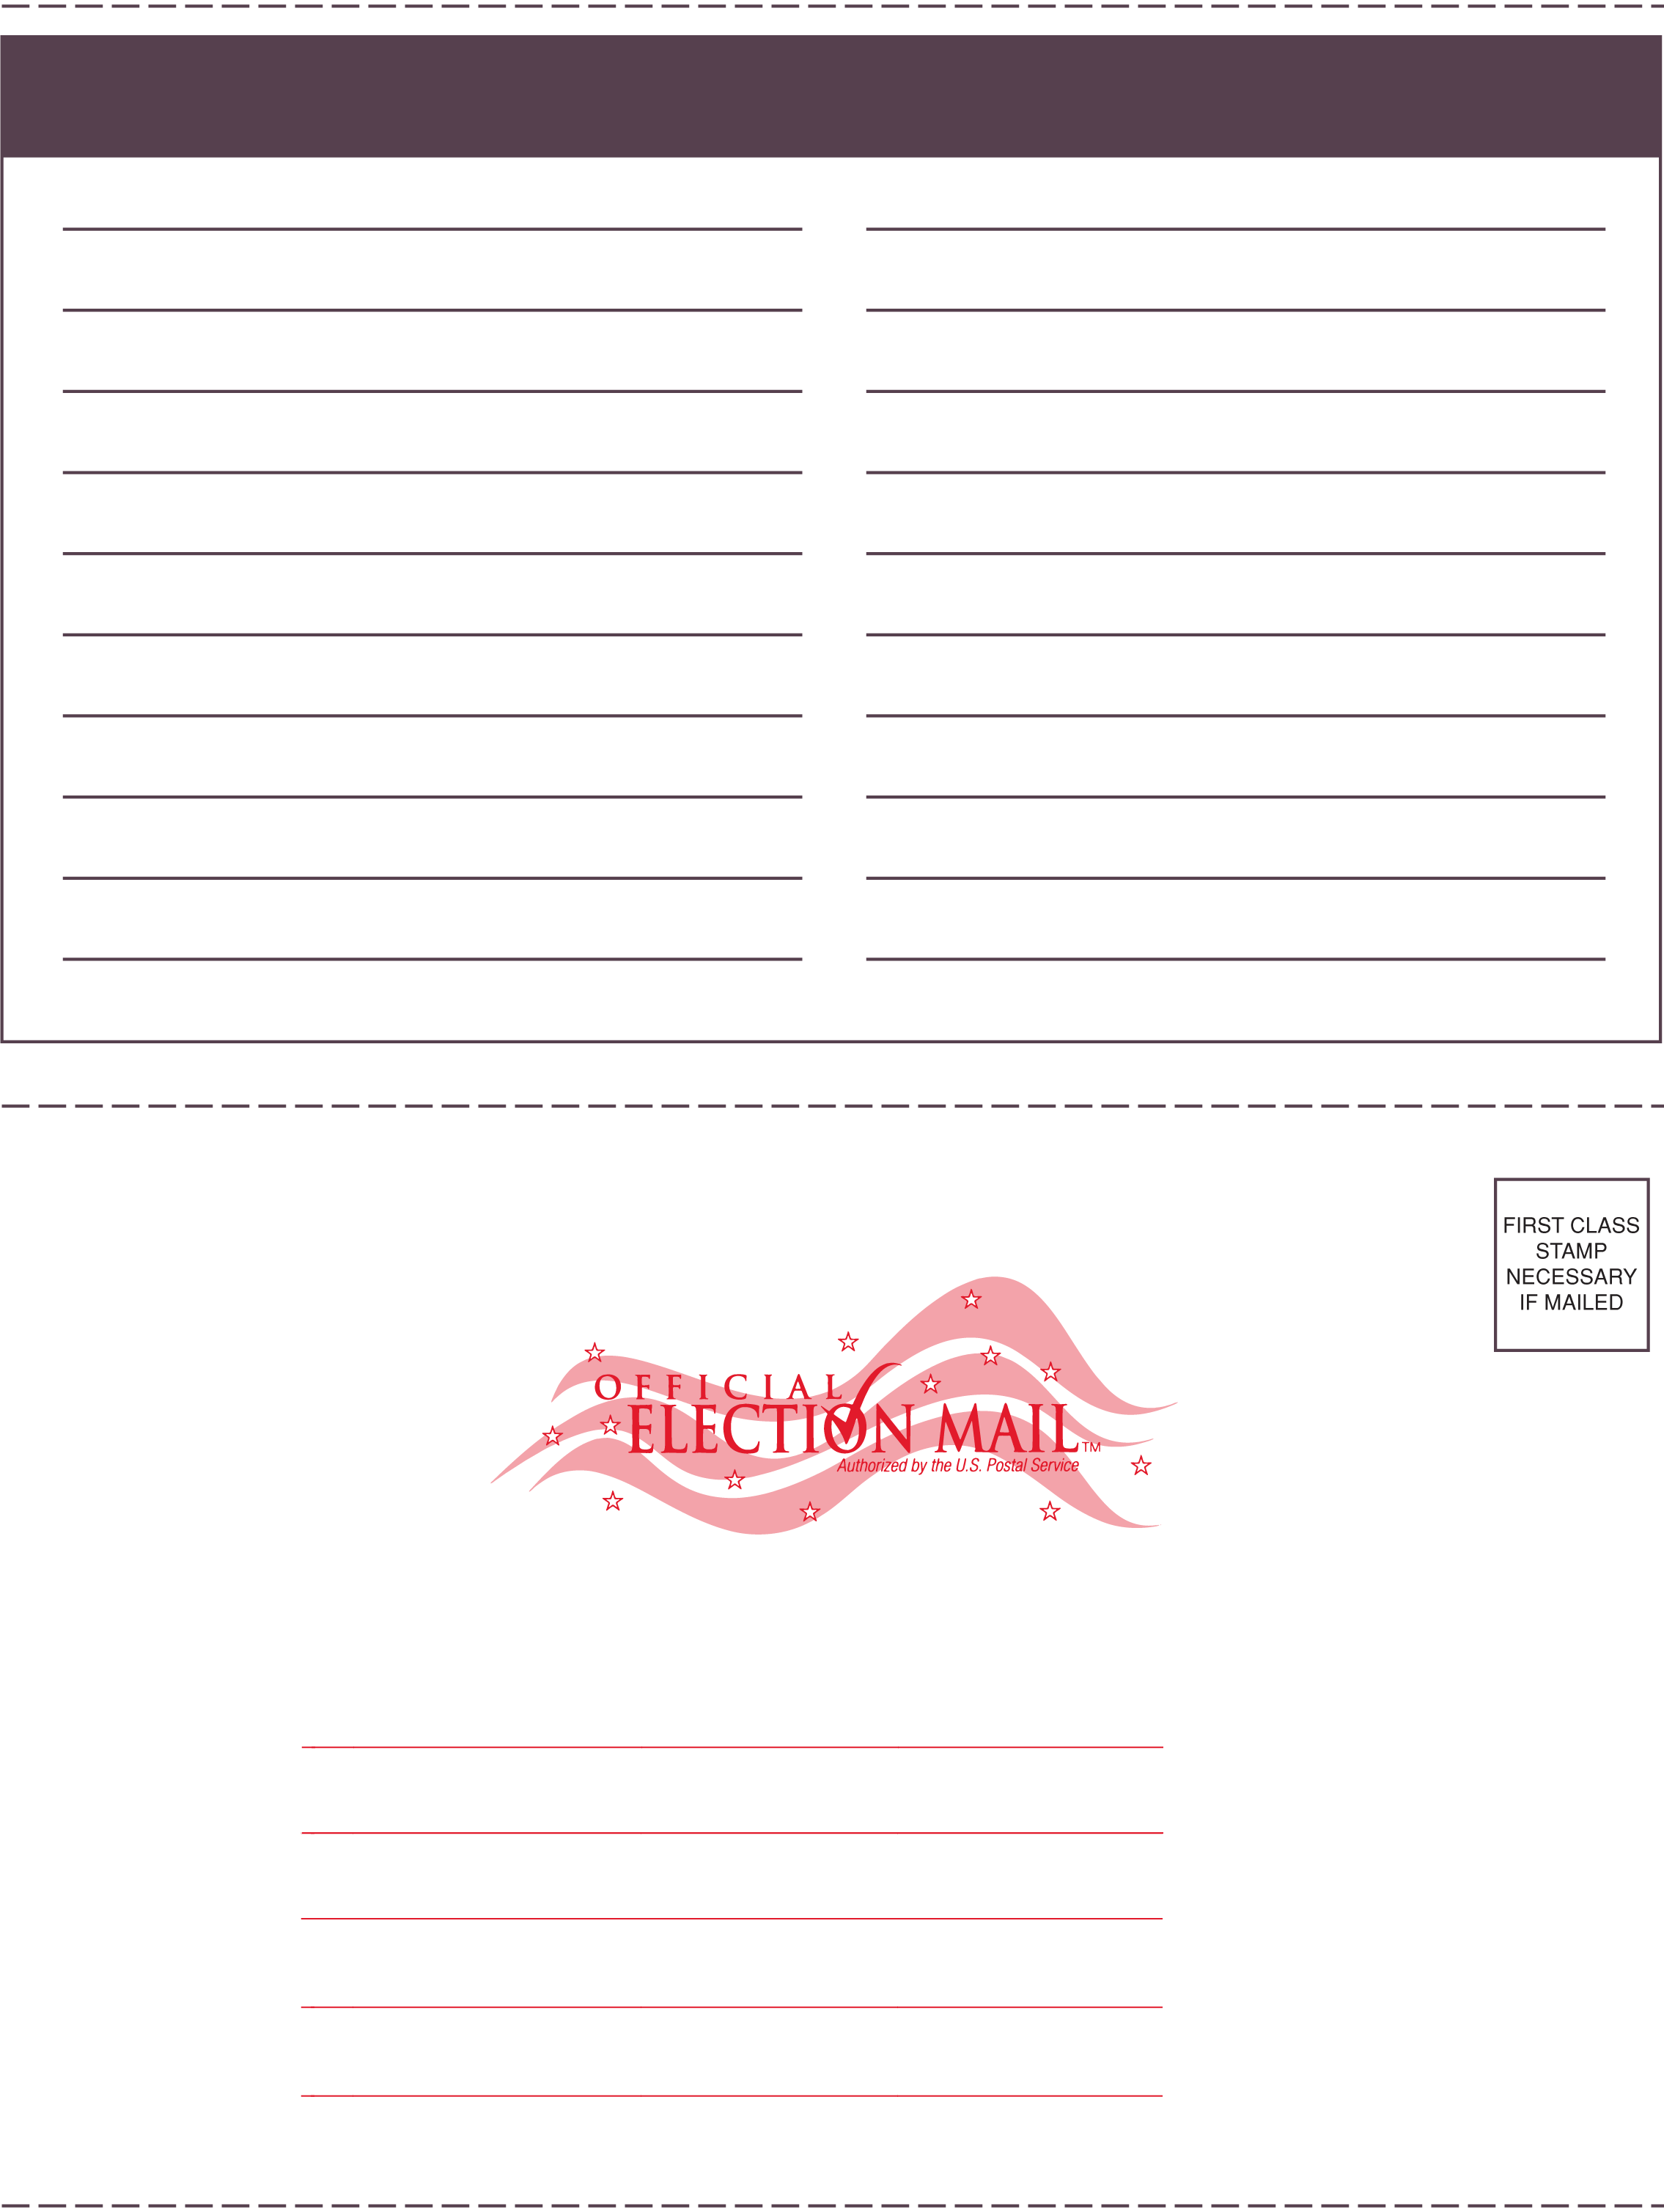 FIRST CLASS
STAMP
NECESSARY
IF MAILED
OFFICIAL
ELECTION MAIL™
Authorized by the U.S. Postal Service